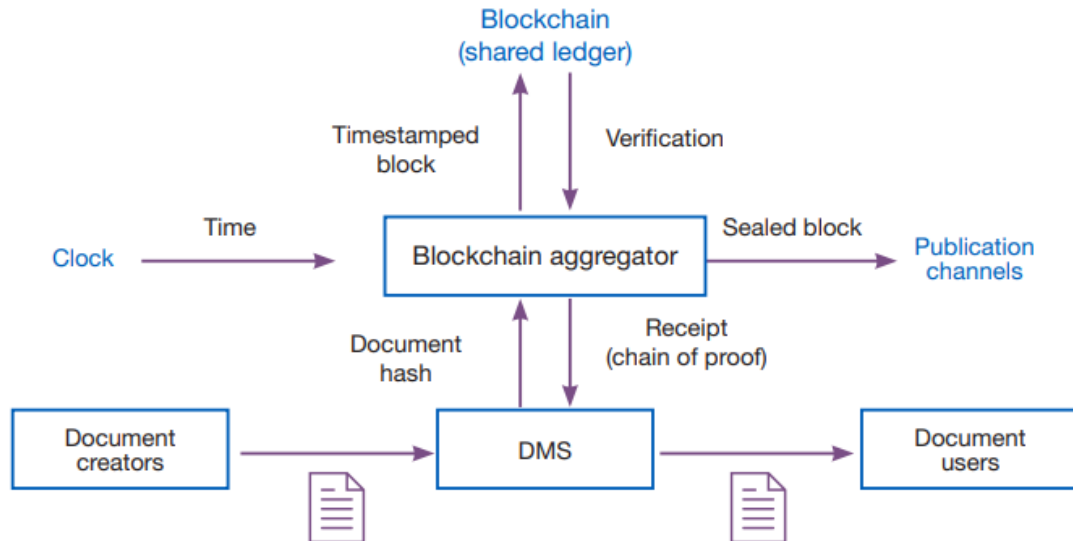 Blockchain
(shared ledger)
Timestamped
block
Verification
Time
Sealed block
Clock
Blockchain aggregator
Publication
channels
Document
hash
Receipt
(chain of proof)
Document
creators
DMS
Document
users